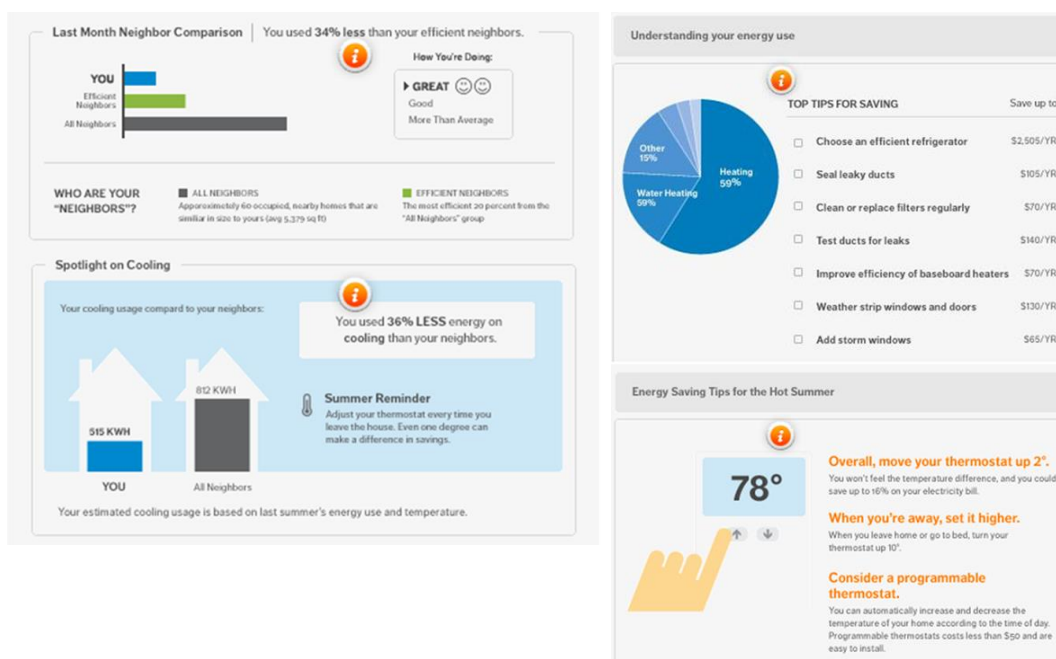 Last Month Neighbor Comparison | You used 34% less than your efficient neighbors.
How You're Doing:
YOU
Efficient
Neighbors
All Neighbors
GREAT
Good
More Than Average
WHO ARE YOUR
"NEIGHBORS"?
ALL NEIGHBORS
Apporoximetuly 60 occupied, nearby homes that are
similiar in size to yours (avg 5,379 sq ft)
EFFICIENT NEIGHBORS
The most efficient 20 percent from the
"All Neighbors" group
Spotlight on Cooling
Your cooling usage compard to your neighbors:
You used 36% LESS energy on
cooling than your neighbors.
812 KWH
515 KWH
YOU
All Neighbors
Summer Reminder
Adjust your thermostat every time you
leave the house. Even one degree can
make a difference in savings.
Your estimated cooling usage is based on last summer's energy use and temperature.
Understanding your energy use
Other
15%
Water Heating
59%
Heating
59%
TOP TIPS FOR SAVING Save up to
Choose an efficient refrigerator $2,505/YR
Seal leaky ducts $105/YR
Clean or replace filters regularly $70/YR
Test ducts for leaks $140/YR
Improve efficiency of baseboard heaters $70/YR
Weather strip windows and doors $130/YR
Add storm windows $65/YR
Energy Saving Tips for the Hot Summer
78°
Overall, move your thermostat up 2°.
You won't feel the temperature difference, and you could
save up to 16% on your electricity bill.
When you're away, set it higher.
When you leave home or go to bed, turn your
thermostat up 10°.
Consider a programmable
thermostat.
You can automatically increase and decrease the
temperature of your home according to the time of day.
Programmable thermostats costs less than $50 and are
easy to install.